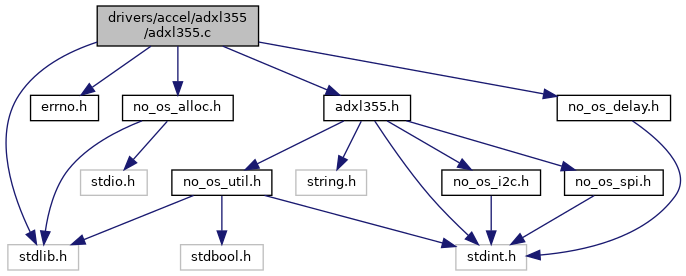 drivers/accel/adxl355
/adxl355.c
errno.h
no_os_alloc.h
adxl355.h
no_os_delay.h
stdio.h
no_os_util.h
string.h
no_os_i2c.h
no_os_spi.h
stdlib.h
stdbool.h
stdint.h